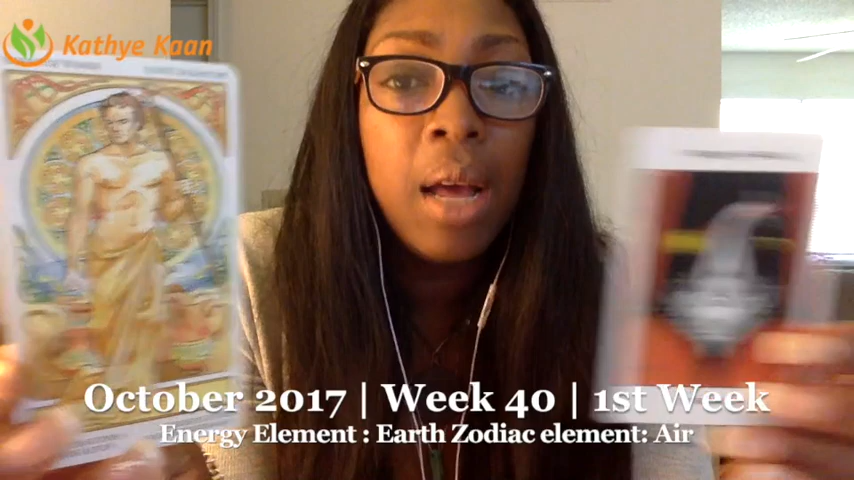 Kathye Kaan
October 2017 | Week 40 | 1st Week
Energy Element : Earth Zodiac element: Air